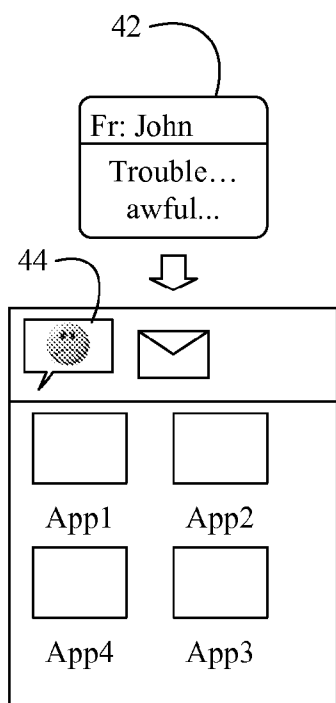 42
Fr: John
Trouble...
awful...
44
App1 App2
App4 App3